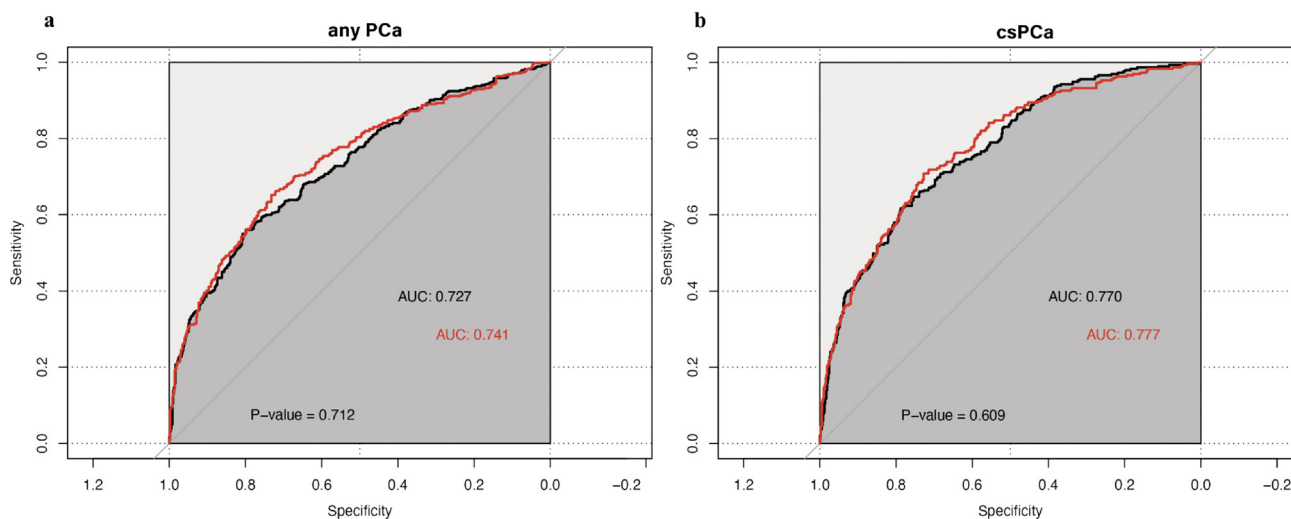 a
any PCa
Sensitivity
1.0
0.8
0.6
0.4
0.2
0.0
AUC: 0.727
AUC: 0.741
P-value = 0.712
1.2 1.0 0.8 0.6 0.4 0.2 0.0 -0.2
Specificity
b
csPCa
Sensitivity
1.0
0.8
0.6
0.4
0.2
0.0
AUC: 0.770
AUC: 0.777
P-value = 0.609
1.2 1.0 0.8 0.6 0.4 0.2 0.0 -0.2
Specificity